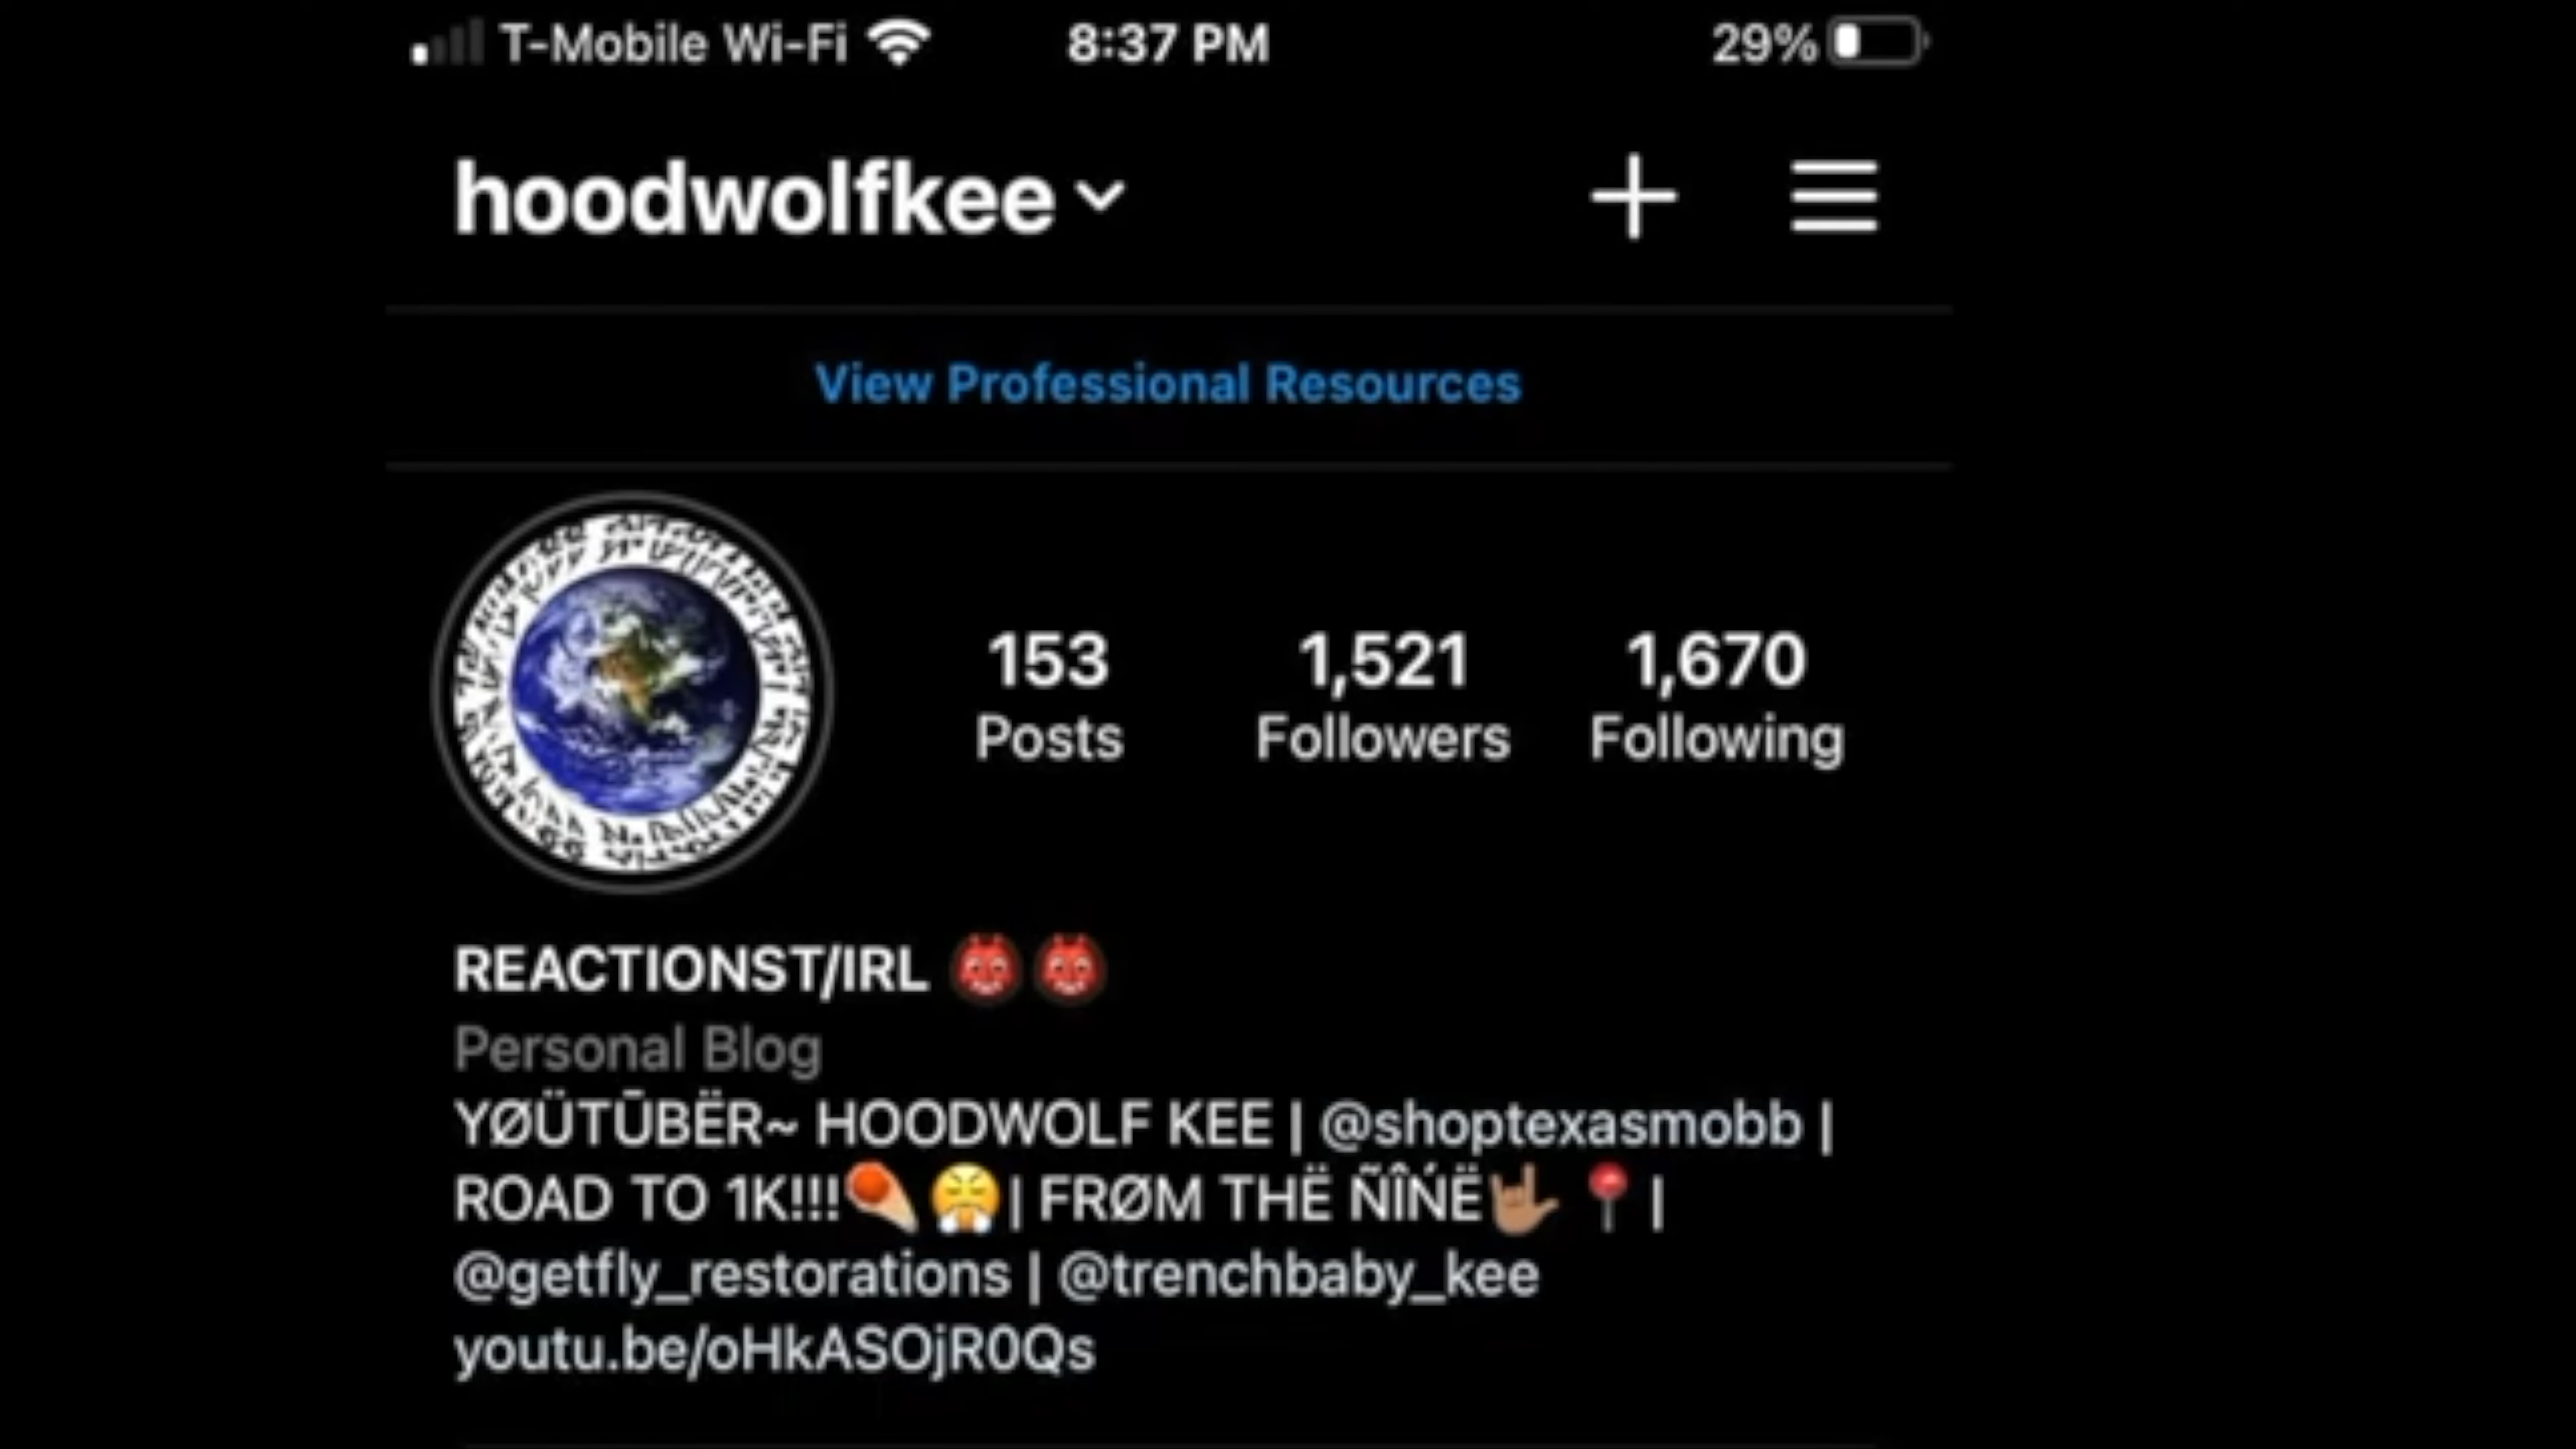 T-Mobile Wi-Fi 8:37 PM 29%
hoodwolfkee
View Professional Resources
153 1,521 1,670
Posts Followers Following
REACTIONST/IRL 👹👹
Personal Blog
YØÜTŪBËR~ HOODWOLF KEE | @shoptexasmobb |
ROAD TO 1K!!!☄️😤| FRØM THË ÑÎŃË🤟🏽📍|
@getfly_restorations | @trenchbaby_kee
youtu.be/oHkASOjR0Qs